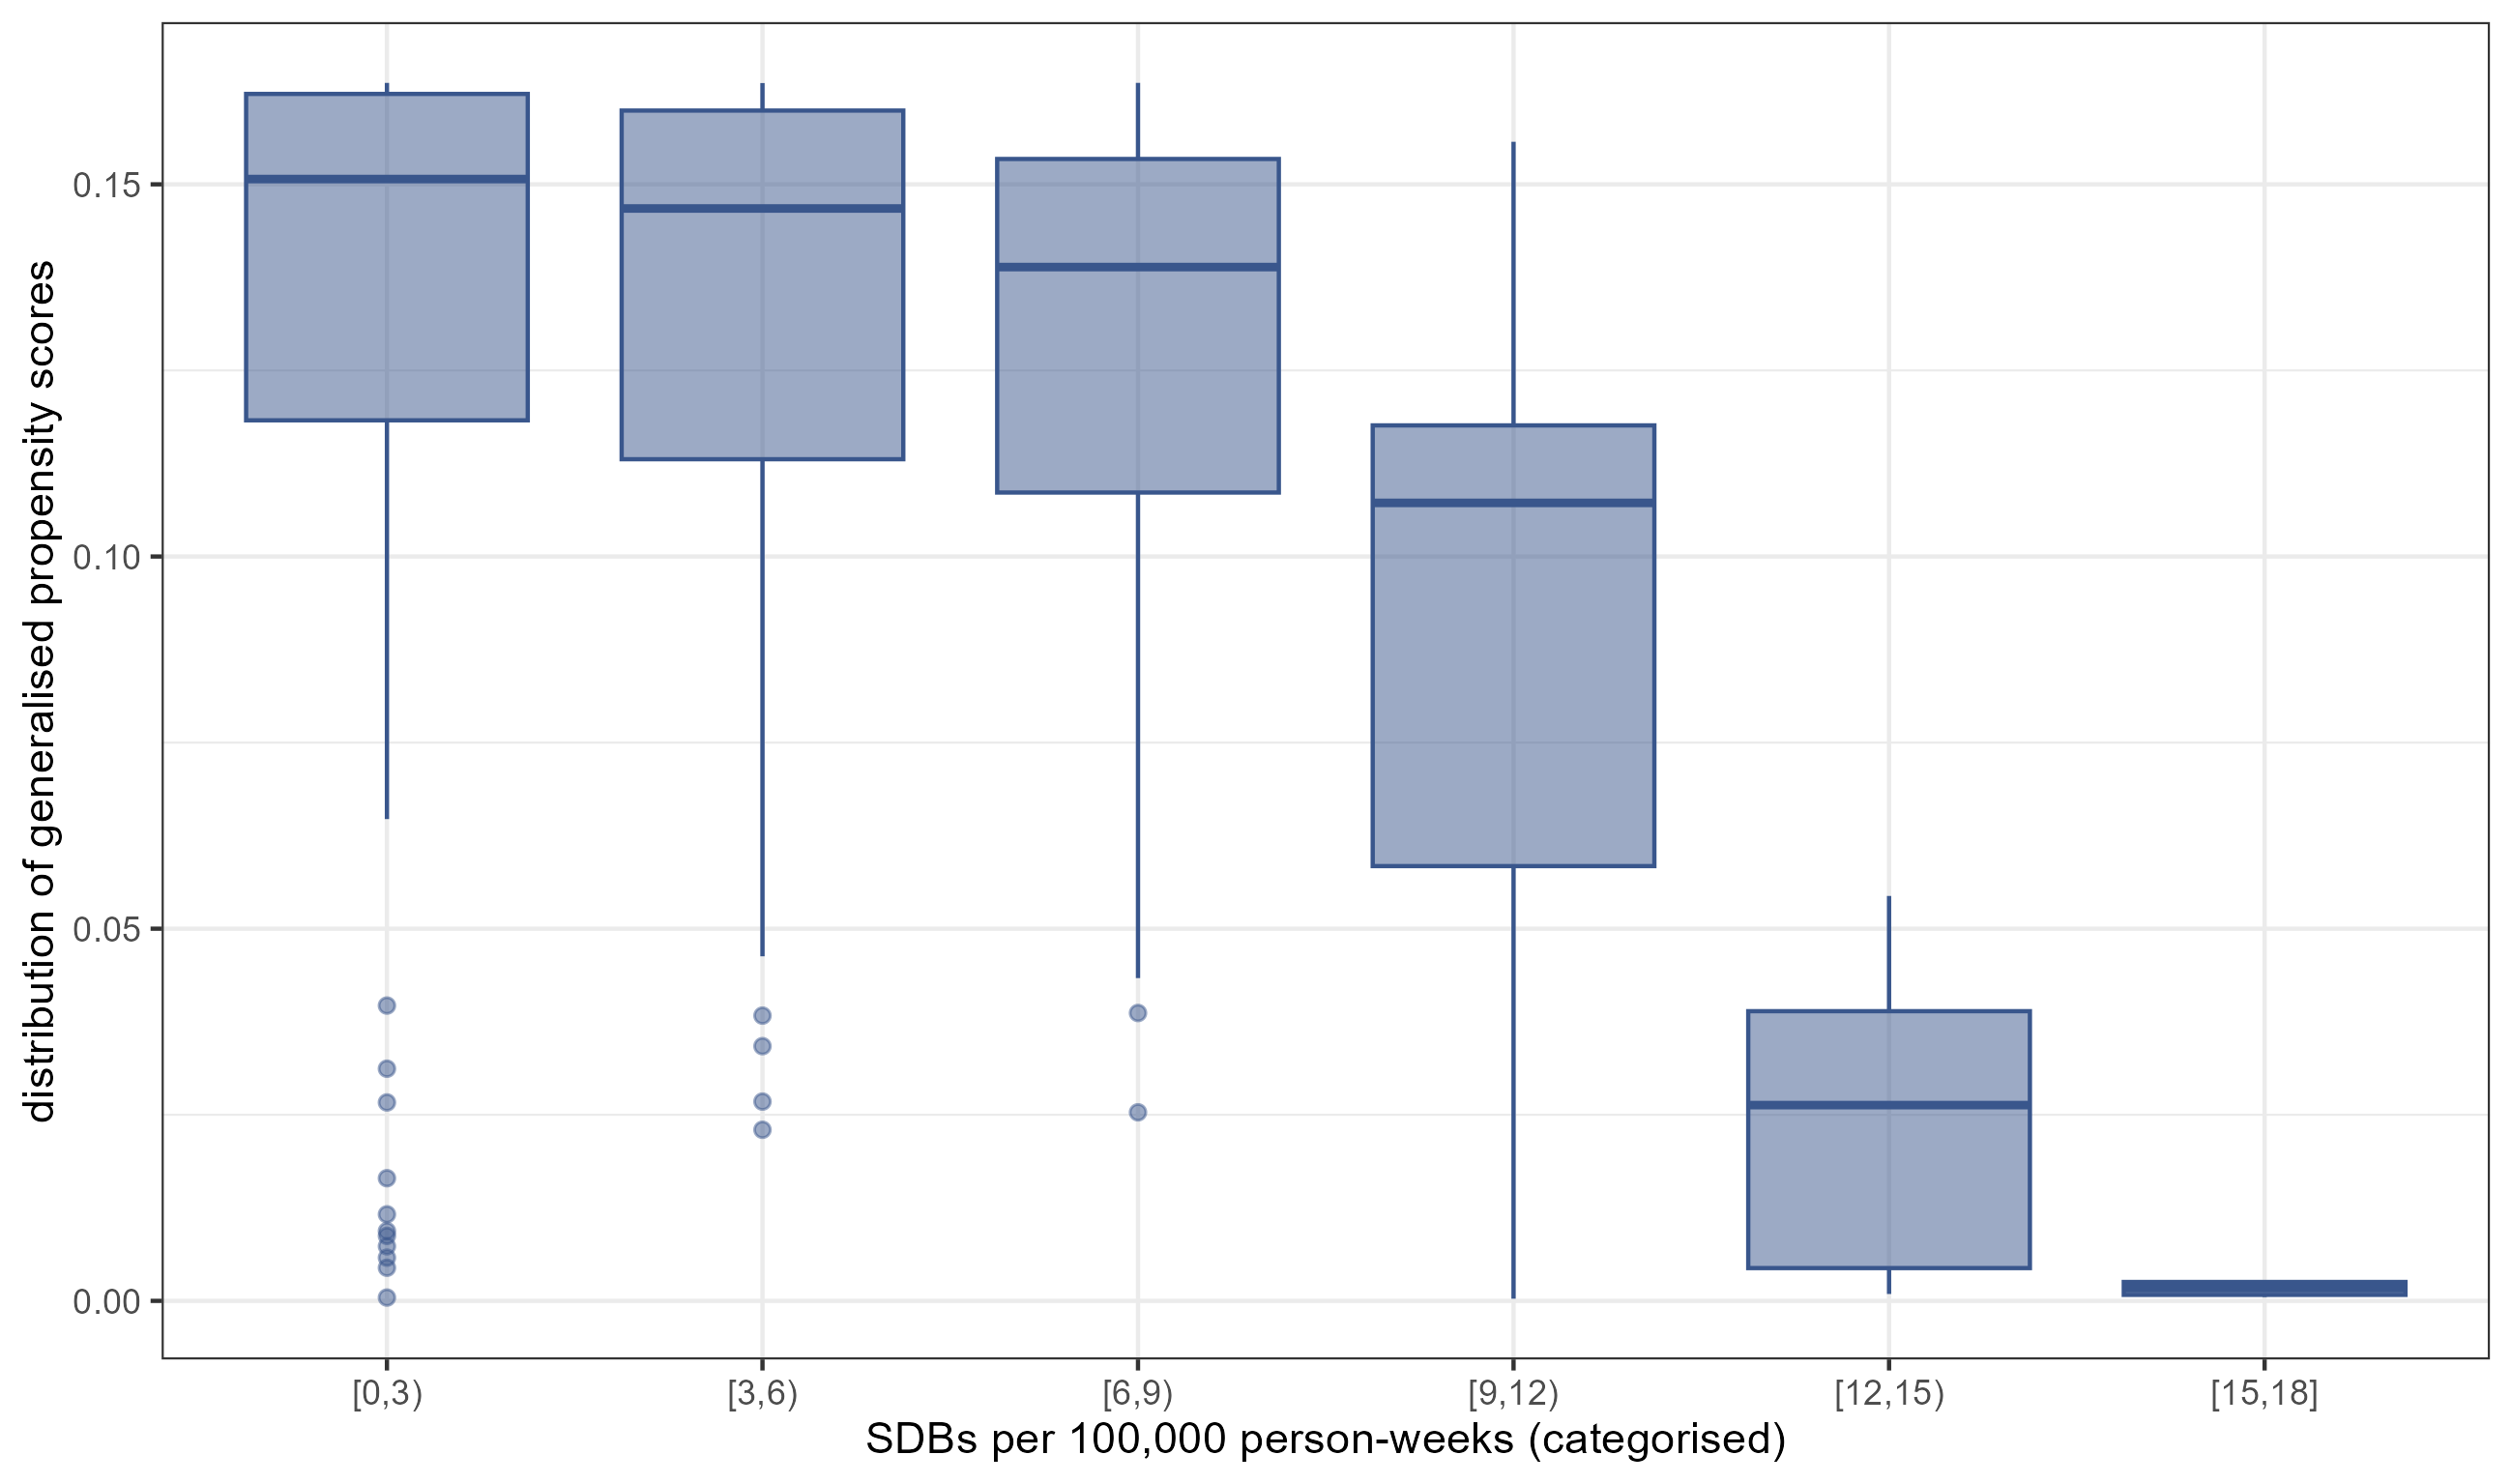 distribution of generalised propensity scores
0.15
0.10
0.05
0.00
[0,3) [3,6) [6,9) [9,12) [12,15) [15,18]
SDBs per 100,000 person-weeks (categorised)